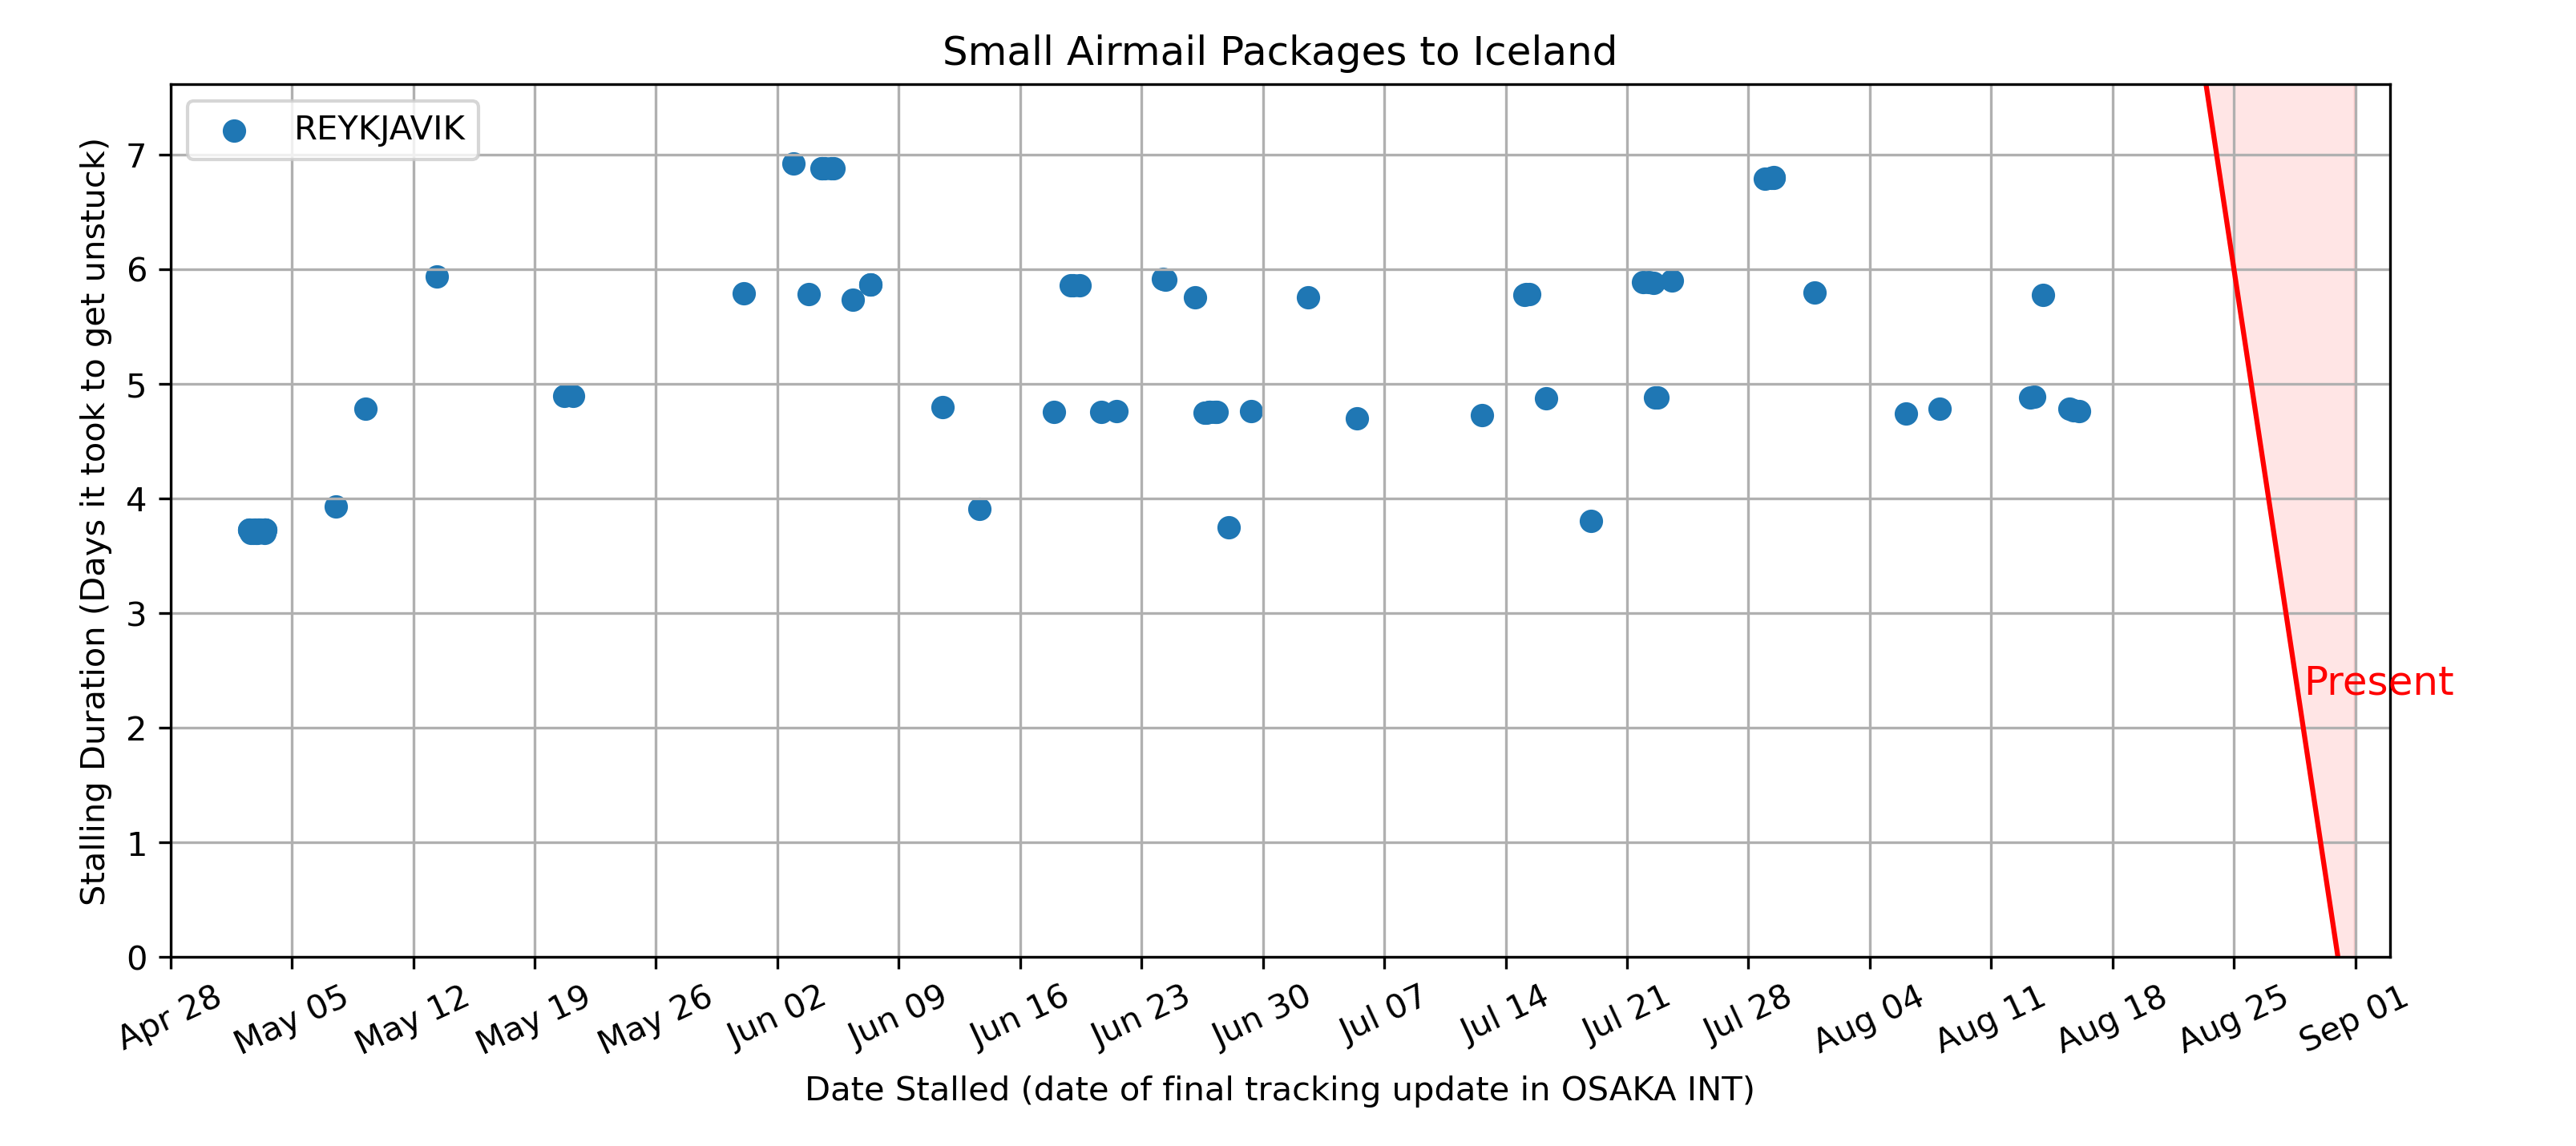 Small Airmail Packages to Iceland
REYKJAVIK
Stalling Duration (Days it took to get unstuck)
7
6
5
4
3
2
1
0
Present
Apr 28 May 05 May 12 May 19 May 26 Jun 02 Jun 09 Jun 16 Jun 23 Jun 30 Jul 07 Jul 14 Jul 21 Jul 28 Aug 04 Aug 11 Aug 18 Aug 25 Sep 01
Date Stalled (date of final tracking update in OSAKA INT)